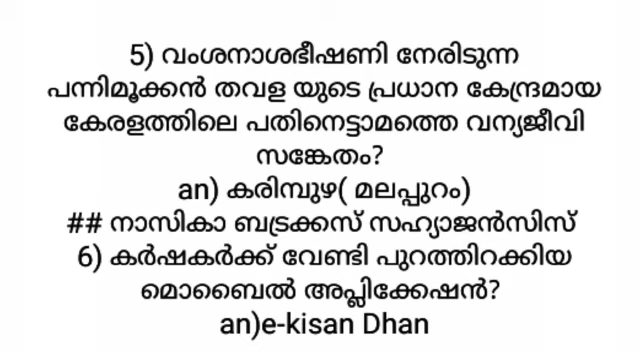 5) വംശനാശഭീഷണി നേരിടുന്ന
പന്നിമൂക്കൻ തവള യുടെ പ്രധാന കേന്ദ്രമായ
കേരളത്തിലെ പതിനെട്ടാമത്തെ വന്യജീവി
സങ്കേതം?
an) കരിമ്പുഴ( മലപ്പുറം)
## നാസികാ ബട്രക്കസ് സഹ്യാജൻസിസ്
6) കർഷകർക്ക് വേണ്ടി പുറത്തിറക്കിയ
മൊബൈൽ അപ്ലിക്കേഷൻ?
an)e-kisan Dhan